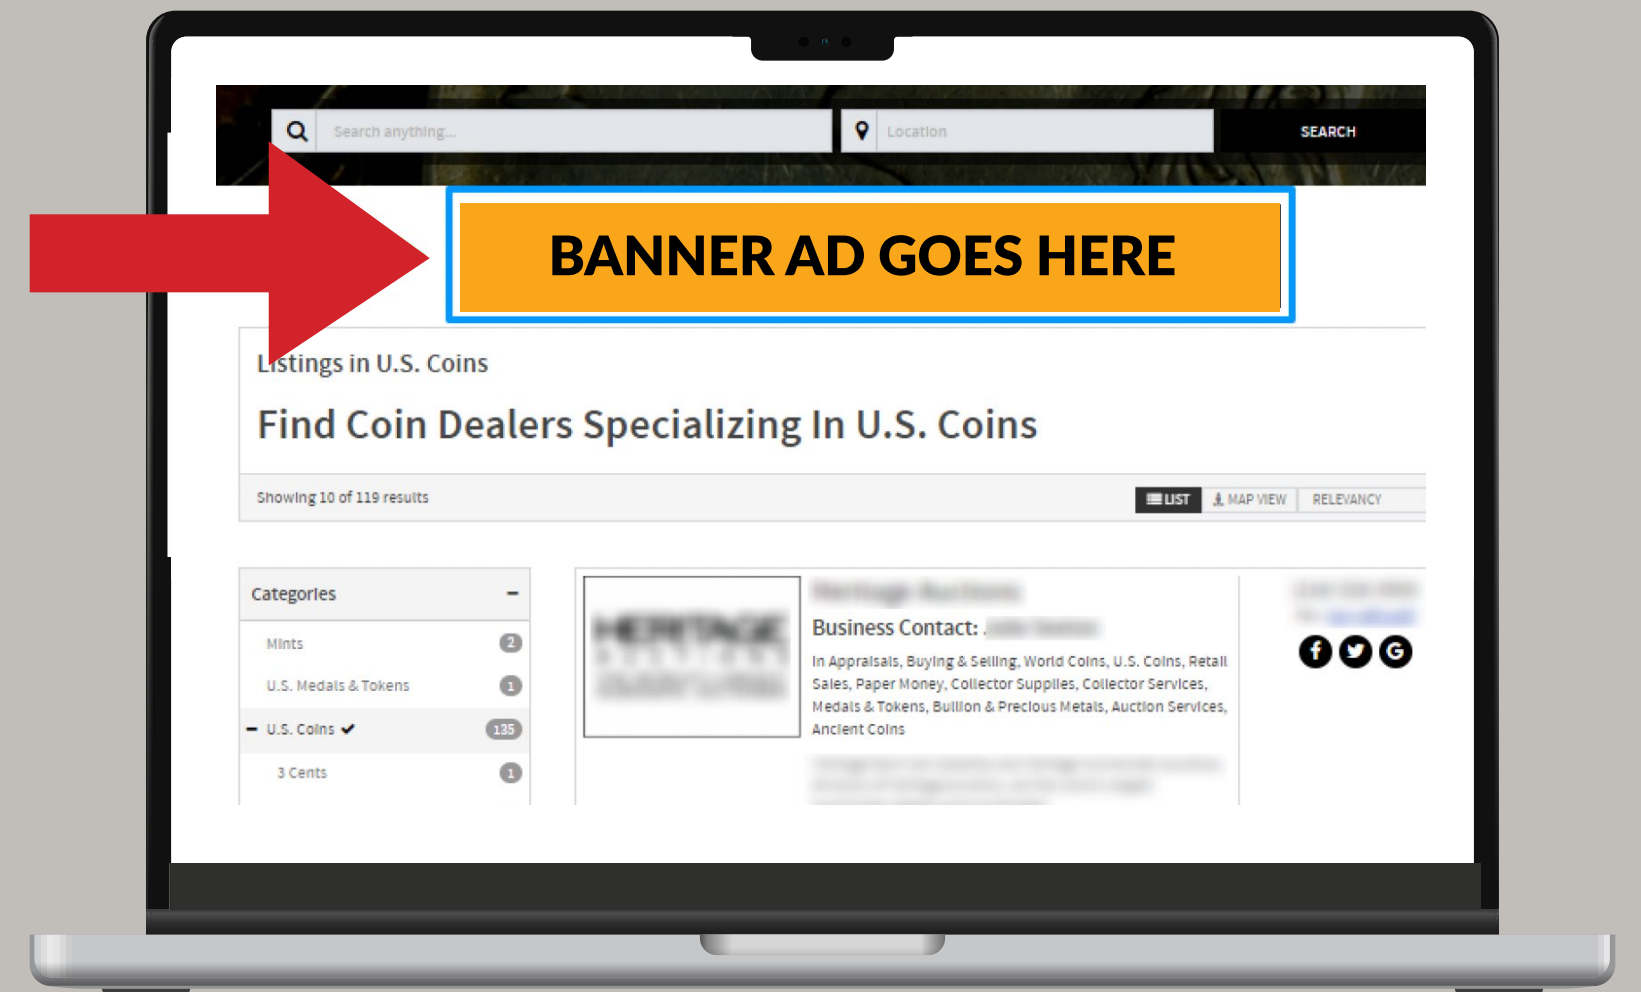 Search anything...
Location
SEARCH
BANNER AD GOES HERE
Listings in U.S. Coins
Find Coin Dealers Specializing In U.S. Coins
Showing 10 of 119 results
LIST
MAP VIEW
RELEVANCY
Categories
Mints
2
U.S. Medals & Tokens
1
U.S. Coins
135
3 Cents
1
HERITAGE
Heritage Auctions
Business Contact:
In Appraisals, Buying & Selling, World Coins, U.S. Coins, Retail
Sales, Paper Money, Collector Supplies, Collector Services,
Medals & Tokens, Bullion & Precious Metals, Auction Services,
Ancient Coins